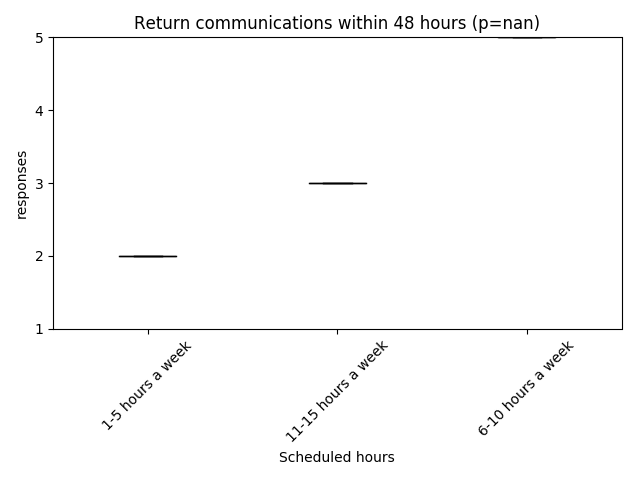 Return communications within 48 hours (p=nan)
5
4
3
2
1
responses
1-5 hours a week
11-15 hours a week
6-10 hours a week
Scheduled hours